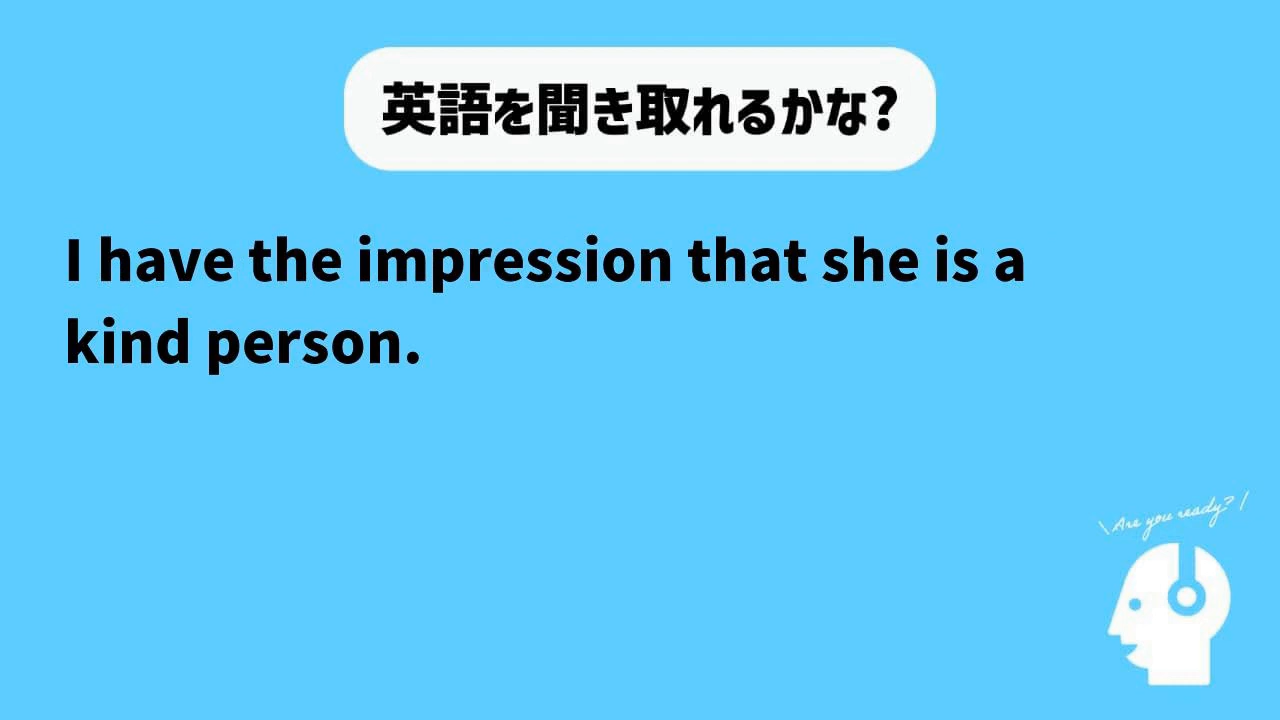 英語を聞き取れるかな?
I have the impression that she is a
kind person.
\ Are you ready? /